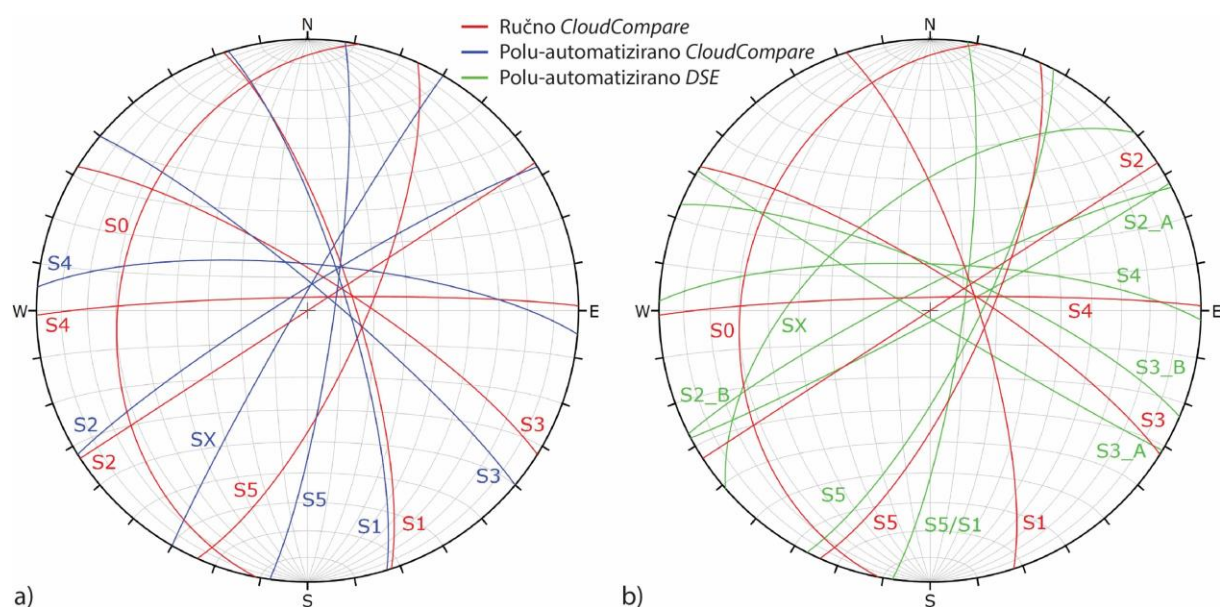 N
Ručno CloudCompare
Polu-automatizirano CloudCompare
Polu-automatizirano DSE
N
S2
S0
S2_A
S4
S4
W
E
W
E
S4
S0
SX
S4
S3_B
S2_B
S2
S3
S3
SX
S2
S3_A
S3
S5
S5
S5
S1
S1
S5
S5/S1
S1
a)
S
b)
S